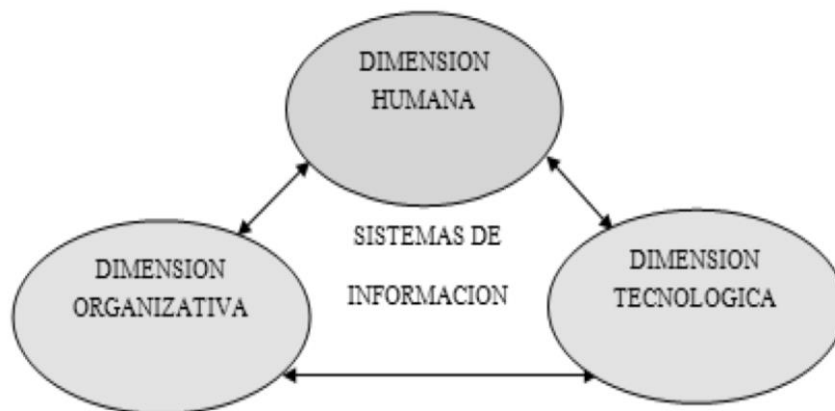 DIMENSION
HUMANA
SISTEMAS DE
INFORMACION
DIMENSION
ORGANIZATIVA
DIMENSION
TECNOLOGICA